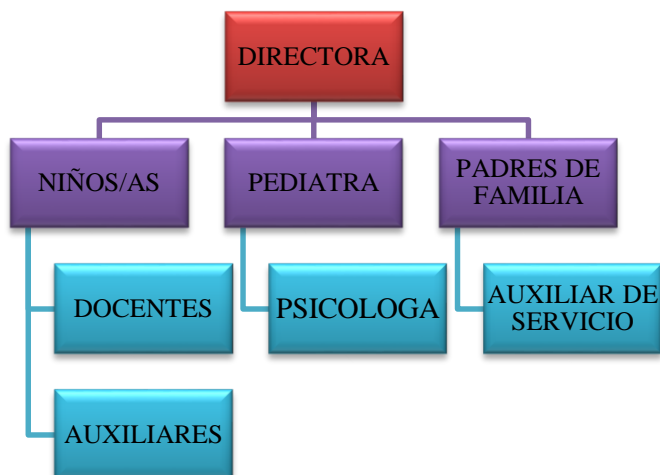 DIRECTORA
NIÑOS/AS
PEDIATRA
PADRES DE
FAMILIA
DOCENTES
PSICOLOGA
AUXILIAR DE
SERVICIO
AUXILIARES